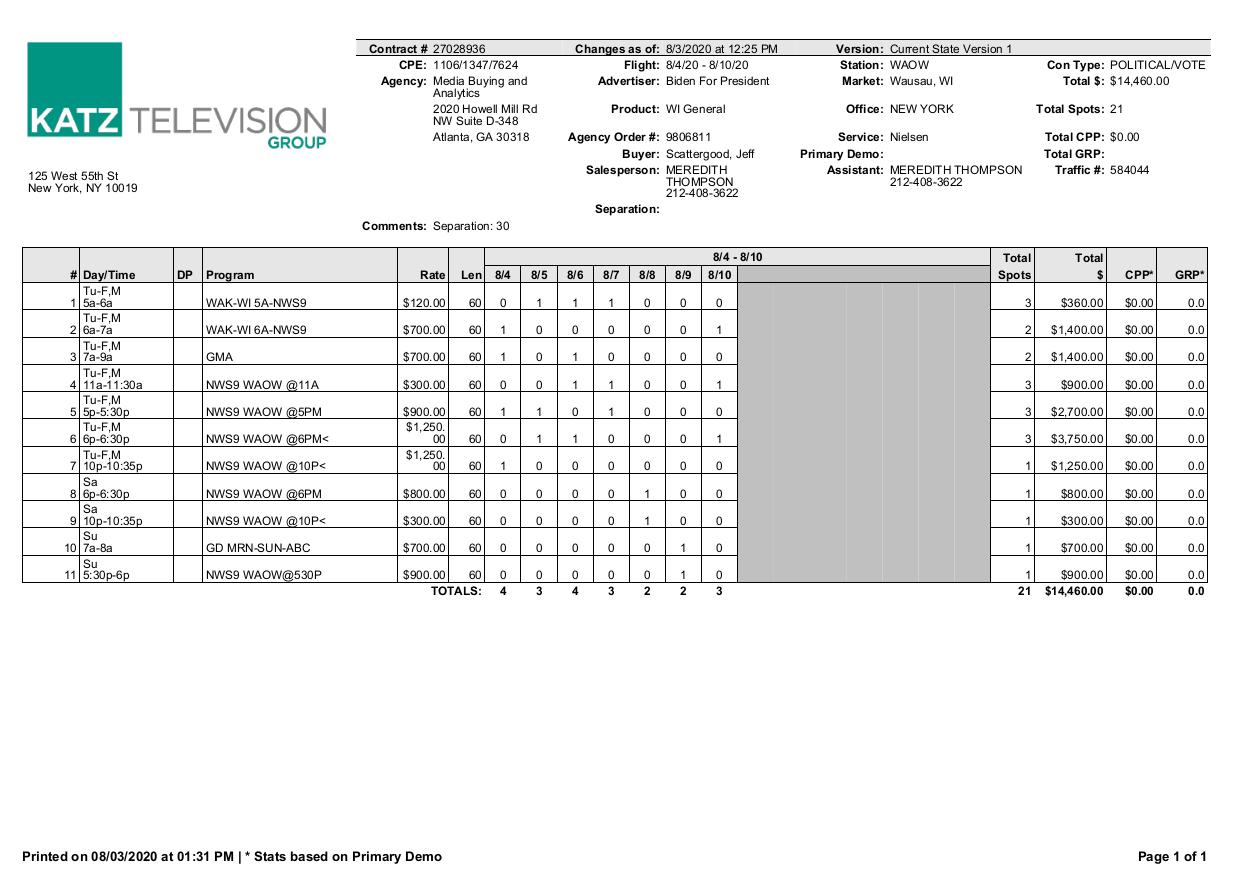 KATZ TELEVISION
GROUP
125 West 55th St
New York, NY 10019
Contract # 27028936 Changes as of: 8/3/2020 at 12:25 PM Version: Current State Version 1
CPE: 1106/1347/7624 Flight: 8/4/20 - 8/10/20 Station: WAOW Con Type: POLITICAL/VOTE
Agency: Media Buying and Advertiser: Biden For President Market: Wausau, WI Total $: $14,460.00
Analytics
2020 Howell Mill Rd Product: WI General Office: NEW YORK Total Spots: 21
NW Suite D-348
Atlanta, GA 30318 Agency Order #: 9806811 Service: Nielsen Total CPP: $0.00
Buyer: Scattergood, Jeff Primary Demo: Total GRP:
Salesperson: MEREDITH Assistant: MEREDITH THOMPSON Traffic #: 584044
THOMPSON 212-408-3622
212-408-3622
Separation:
Comments: Separation: 30
8/4 - 8/10 Total Total
# Day/Time DP Program Rate Len 8/4 8/5 8/6 8/7 8/8 8/9 8/10 Spots $ CPP* GRP*
Tu-F,M
1 5a-6a WAK-WI 5A-NWS9 $120.00 60 0 1 1 1 0 0 0 3 $360.00 $0.00 0.0
Tu-F,M
2 6a-7a WAK-WI 6A-NWS9 $700.00 60 1 0 0 0 0 0 1 2 $1,400.00 $0.00 0.0
Tu-F,M
3 7a-9a GMA $700.00 60 1 0 1 0 0 0 0 2 $1,400.00 $0.00 0.0
Tu-F,M
4 11a-11:30a NWS9 WAOW @11A $300.00 60 0 0 1 1 0 0 1 3 $900.00 $0.00 0.0
Tu-F,M
5 5p-5:30p NWS9 WAOW @5PM $900.00 60 1 1 0 1 0 0 0 3 $2,700.00 $0.00 0.0
Tu-F,M $1,250.
6 6p-6:30p NWS9 WAOW @6PM< 00 60 0 1 1 0 0 0 1 3 $3,750.00 $0.00 0.0
Tu-F,M $1,250.
7 10p-10:35p NWS9 WAOW @10P< 00 60 1 0 0 0 0 0 0 1 $1,250.00 $0.00 0.0
Sa
8 6p-6:30p NWS9 WAOW @6PM $800.00 60 0 0 0 0 1 0 0 1 $800.00 $0.00 0.0
Sa
9 10p-10:35p NWS9 WAOW @10P< $300.00 60 0 0 0 0 1 0 0 1 $300.00 $0.00 0.0
Su
10 7a-8a GD MRN-SUN-ABC $700.00 60 0 0 0 0 0 1 0 1 $700.00 $0.00 0.0
Su
11 5:30p-6p NWS9 WAOW@530P $900.00 60 0 0 0 0 0 1 0 1 $900.00 $0.00 0.0
TOTALS: 4 3 4 3 2 2 3 21 $14,460.00 $0.00 0.0
Printed on 08/03/2020 at 01:31 PM | * Stats based on Primary Demo Page 1 of 1